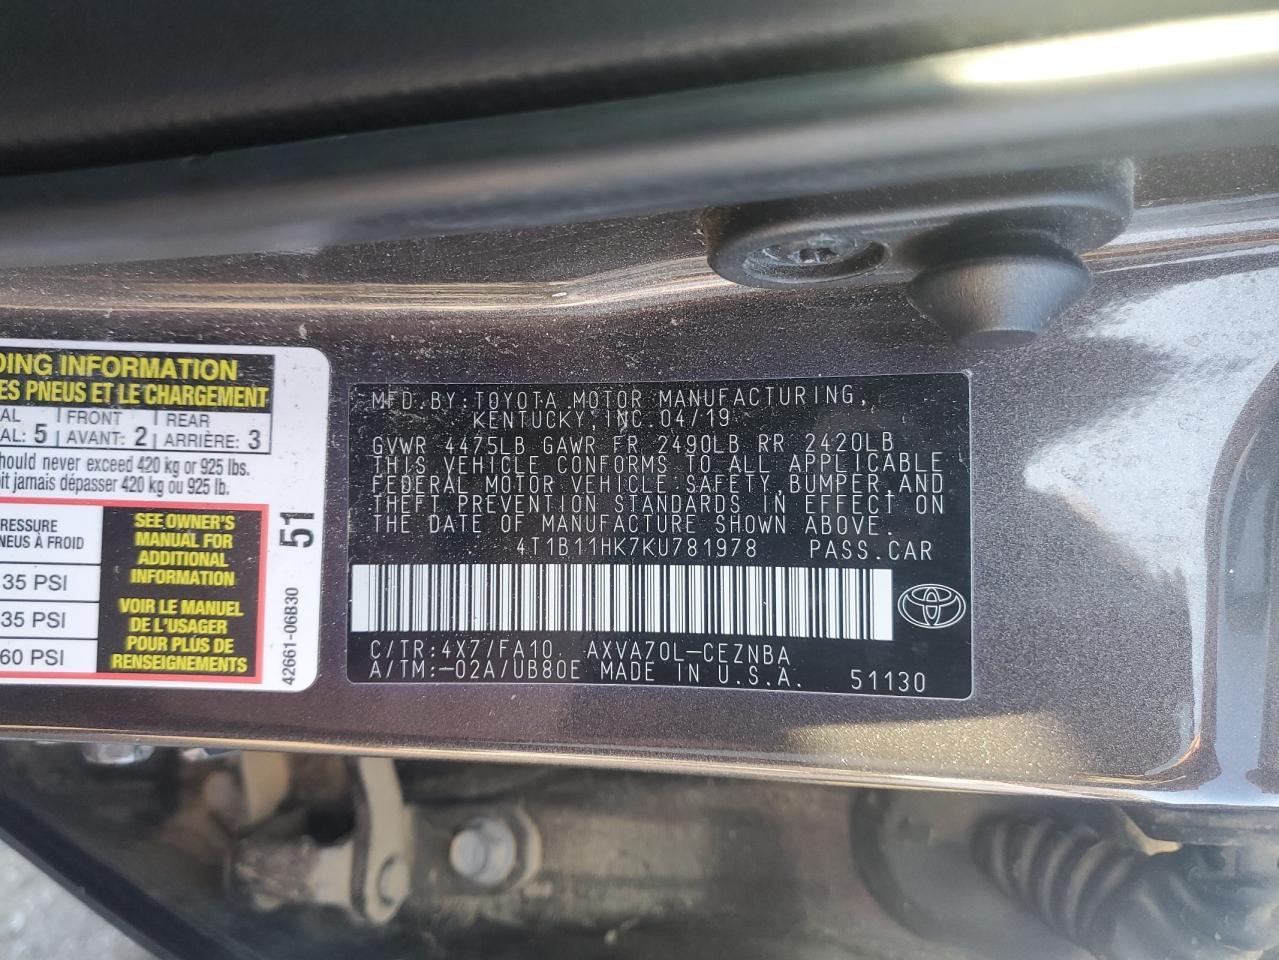 DING INFORMATION
ES PNEUS ET LE CHARGEMENT
AL FRONT REAR
AL: 5 AVANT: 2 ARRIÈRE: 3
hould never exceed 420 kg or 925 lbs.
it jamais dépasser 420 kg ou 925 lb.
RESSURE
NEUS À FROID
35 PSI
35 PSI
60 PSI
SEE OWNER'S
MANUAL FOR
ADDITIONAL
INFORMATION
VOIR LE MANUEL
DE L'USAGER
POUR PLUS DE
RENSEIGNEMENTS
51
42661-06B30
MFD.BY:TOYOTA MOTOR MANUFACTURING,
KENTUCKY,INC.04/19
GVWR 4475LB GAWR FR 2490LB RR 2420LB
THIS VEHICLE CONFORMS TO ALL APPLICABLE
FEDERAL MOTOR VEHICLE SAFETY,BUMPER,AND
THEFT PREVENTION STANDARDS IN EFFECT ON
THE DATE OF MANUFACTURE SHOWN ABOVE.
4T1B11HK7KU781978 PASS.CAR
C/TR:4X7/FA10 AXVA70L-CEZNBA
A/TM:-02A/UB80E MADE IN U.S.A. 51130